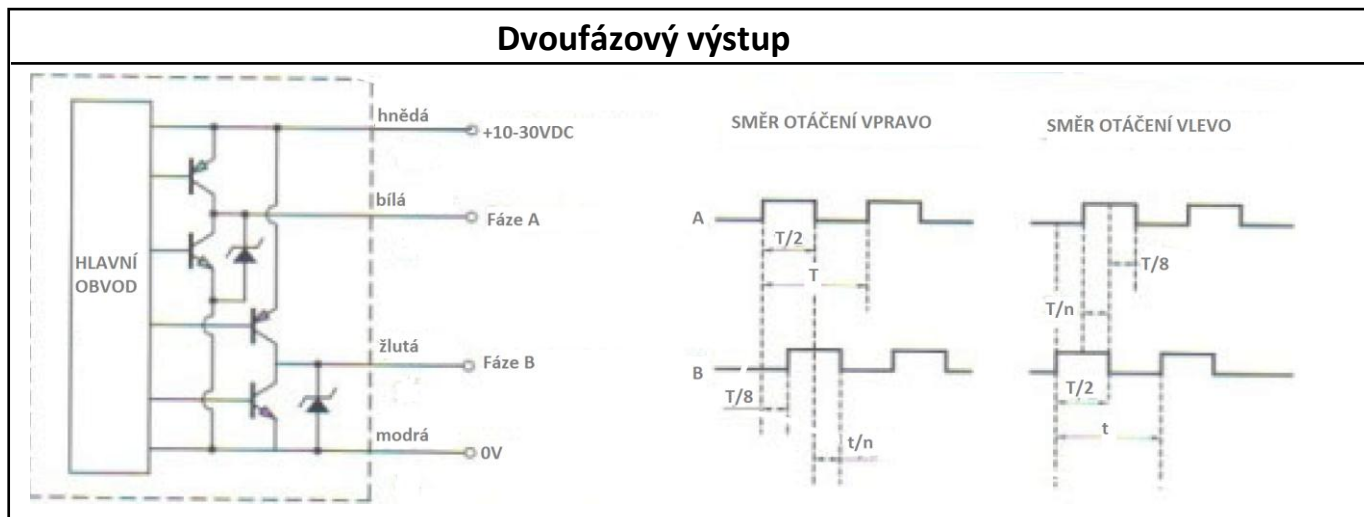 Dvoufázový výstup
hnědá
+10-30VDC
bílá
Fáze A
HLAVNÍ
OBVOD
žlutá
Fáze B
modrá
0V
SMĚR OTÁČENÍ VPRAVO
A
T/2
T
B
T/8
t/n
SMĚR OTÁČENÍ VLEVO
T/8
T/n
T/2
t